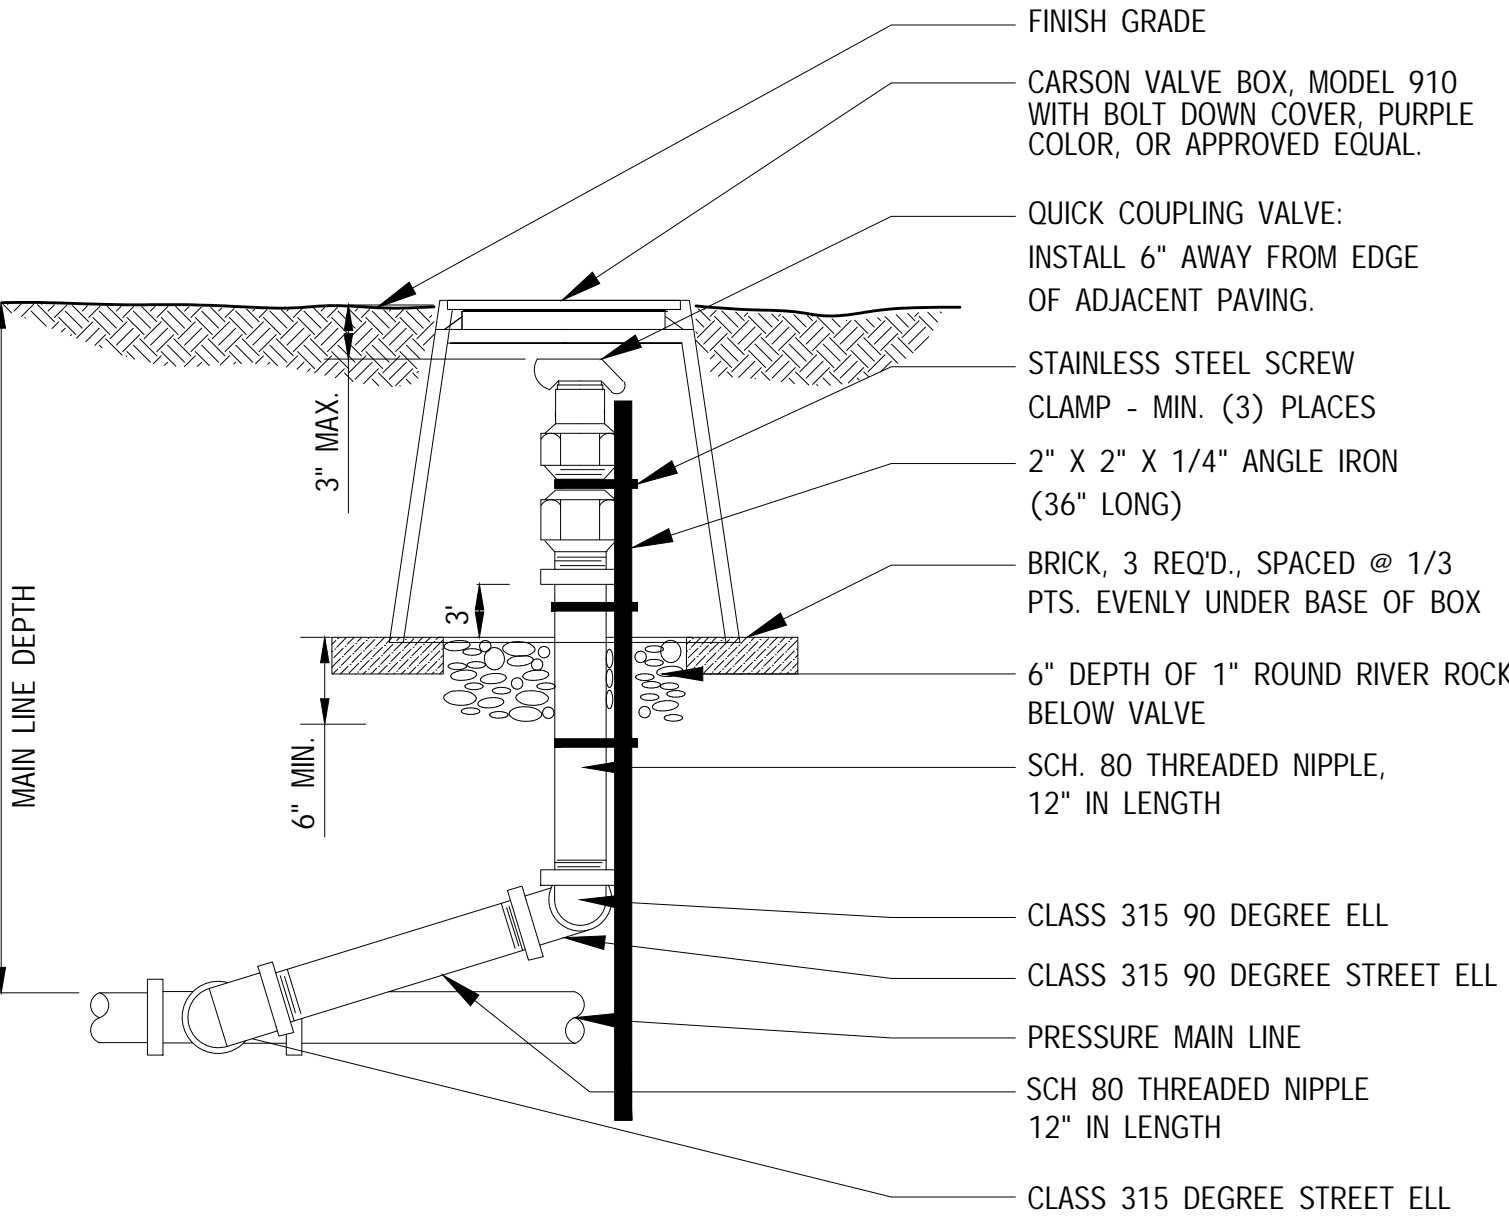 FINISH GRADE
CARSON VALVE BOX, MODEL 910
WITH BOLT DOWN COVER, PURPLE
COLOR, OR APPROVED EQUAL.
QUICK COUPLING VALVE:
INSTALL 6" AWAY FROM EDGE
OF ADJACENT PAVING.
STAINLESS STEEL SCREW
CLAMP - MIN. (3) PLACES
2" X 2" X 1/4" ANGLE IRON
(36" LONG)
BRICK, 3 REQ'D., SPACED @ 1/3
PTS. EVENLY UNDER BASE OF BOX
6" DEPTH OF 1" ROUND RIVER ROCK
BELOW VALVE
SCH. 80 THREADED NIPPLE,
12" IN LENGTH
CLASS 315 90 DEGREE ELL
CLASS 315 90 DEGREE STREET ELL
PRESSURE MAIN LINE
SCH 80 THREADED NIPPLE
12" IN LENGTH
CLASS 315 DEGREE STREET ELL
MAIN LINE DEPTH
3" MAX.
3'
6" MIN.